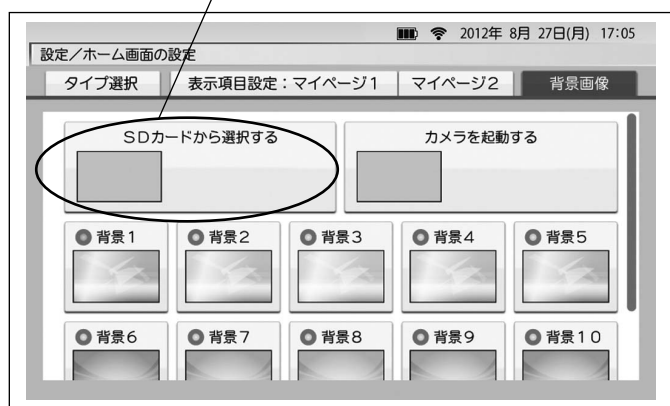 2012年 8月 27日(月) 17:05
設定／ホーム画面の設定
タイプ選択 表示項目設定：マイページ１ マイページ２ 背景画像
ＳＤカードから選択する カメラを起動する
背景１ 背景２ 背景３ 背景４ 背景５
背景６ 背景７ 背景８ 背景９ 背景１０